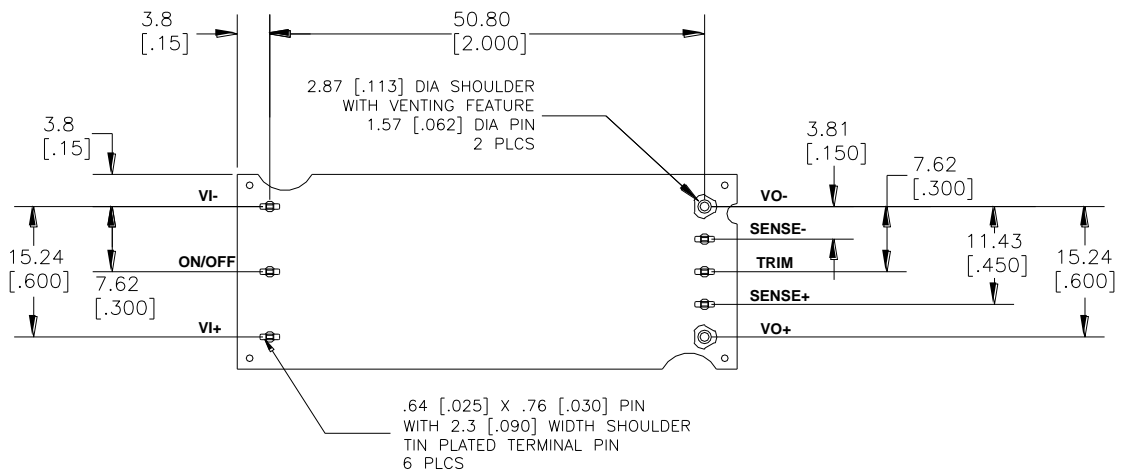 3.8
[.15]
50.80
[2.000]
2.87 [.113] DIA SHOULDER
WITH VENTING FEATURE
1.57 [.062] DIA PIN
2 PLCS
3.8
[.15]
3.81
[.150]
7.62
[.300]
VI-
VO-
SENSE-
ON/OFF
TRIM
SENSE+
VI+
VO+
15.24
[.600]
7.62
[.300]
11.43
[.450]
15.24
[.600]
.64 [.025] X .76 [.030] PIN
WITH 2.3 [.090] WIDTH SHOULDER
TIN PLATED TERMINAL PIN
6 PLCS